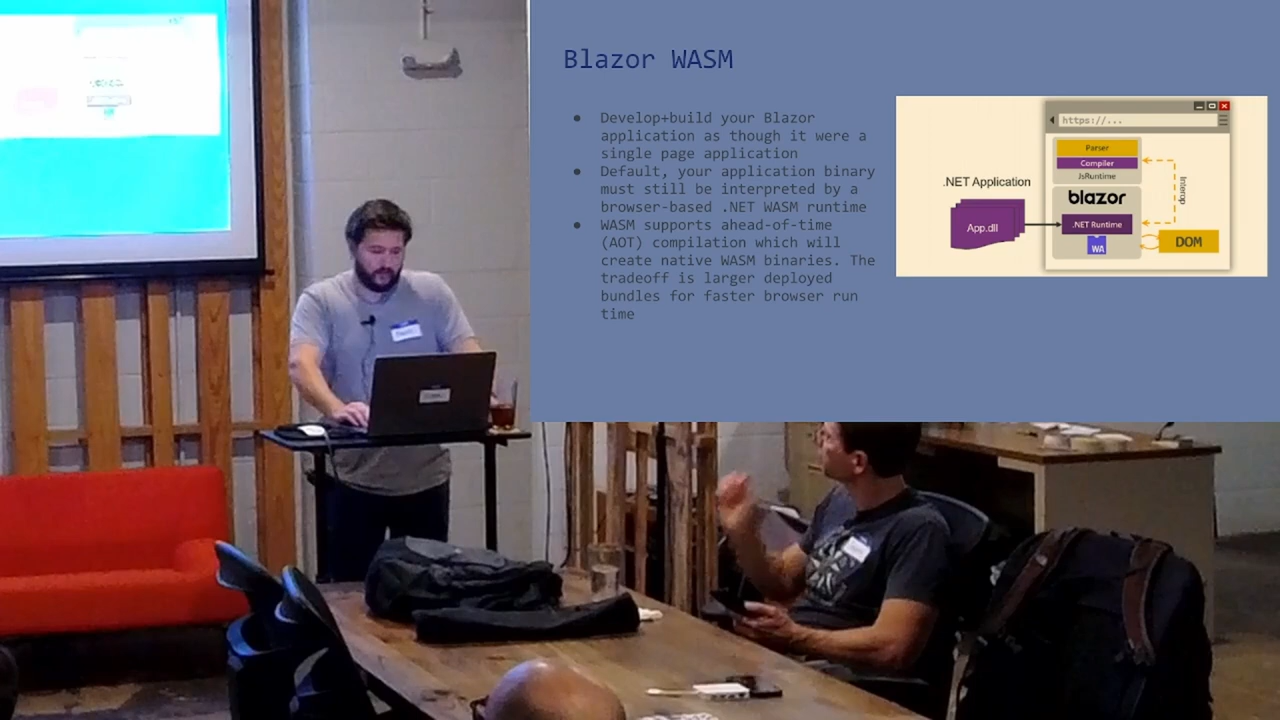 Blazor WASM
● Develop+build your Blazor
application as though it were a
single page application
● Default, your application binary
must still be interpreted by a
browser-based .NET WASM runtime
● WASM supports ahead-of-time
(AOT) compilation which will
create native WASM binaries. The
tradeoff is larger deployed
bundles for faster browser run
time
https://...
Parser
Compiler
JsRuntime
Interop
.NET Application
blazor
App.dll
.NET Runtime
WA
DOM